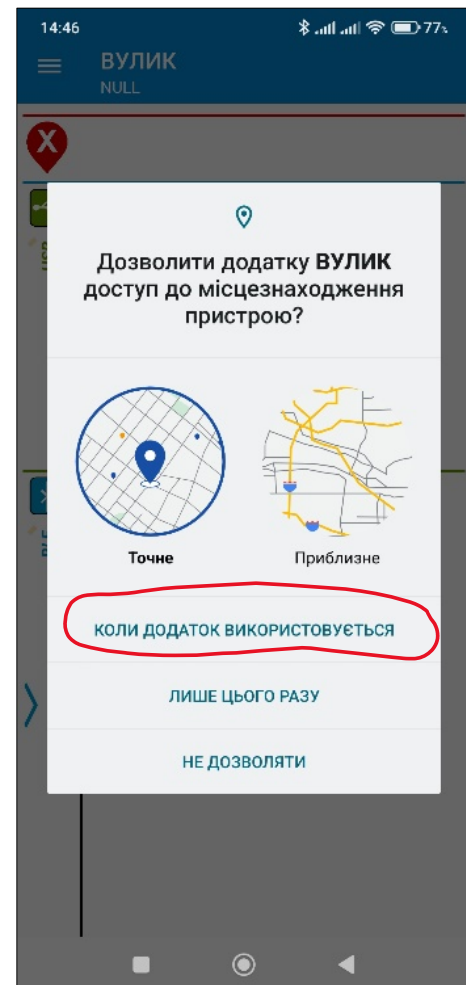 14:46
77%
ВУЛИК
NULL
X
USB
Дозволити додатку ВУЛИК
доступ до місцезнаходження
пристрою?
Точне
Приблизне
КОЛИ ДОДАТОК ВИКОРИСТОВУЄТЬСЯ
ЛИШЕ ЦЬОГО РАЗУ
НЕ ДОЗВОЛЯТИ